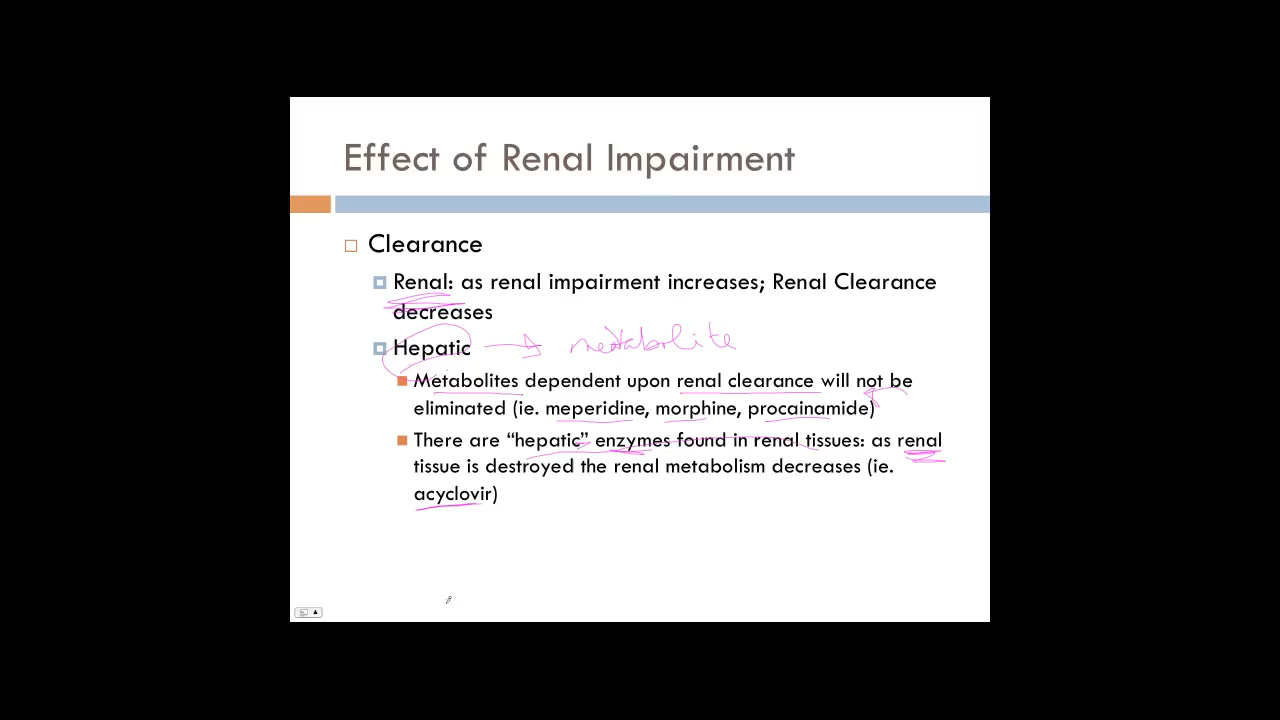 Effect of Renal Impairment
Clearance
Renal: as renal impairment increases; Renal Clearance
decreases
Hepatic → metabolite
Metabolites dependent upon renal clearance will not be
eliminated (ie. meperidine, morphine, procainamide)
There are “hepatic” enzymes found in renal tissues: as renal
tissue is destroyed the renal metabolism decreases (ie.
acyclovir)